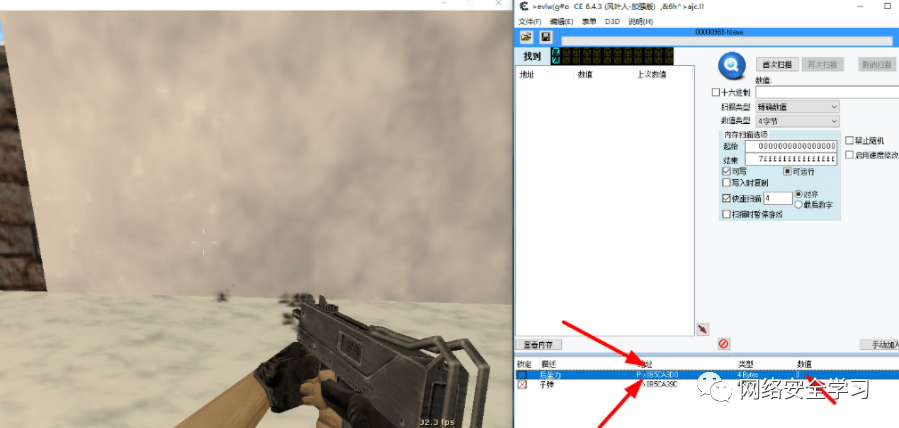 >evlw(g#o CE 6.4.3 (风叶人-加强版) ,&6h^>ajc.ll
文件(F) 编辑(E) 表单 D3D 说明(H)
00000988-hl.exe
找到
地址 数值 上次数值
首次扫描 再次扫描 撤消扫描
数值:
十六进制
扫描类型 精确数值
数值类型 4字节
内存扫描选项
起始 0000000000000000
结束 7fffffffffffffff
可写 可运行
写入时复制
快速扫描 4 对齐
最后数字
扫描时暂停游戏
禁止随机
启用速度修改
查看内存
手动加入
锁定 描述 地址 类型 数值
后坐力 P->0B5CA3D0 4 Bytes
子弹 P->0B5CA39C
网络安全学习
32.3 fps